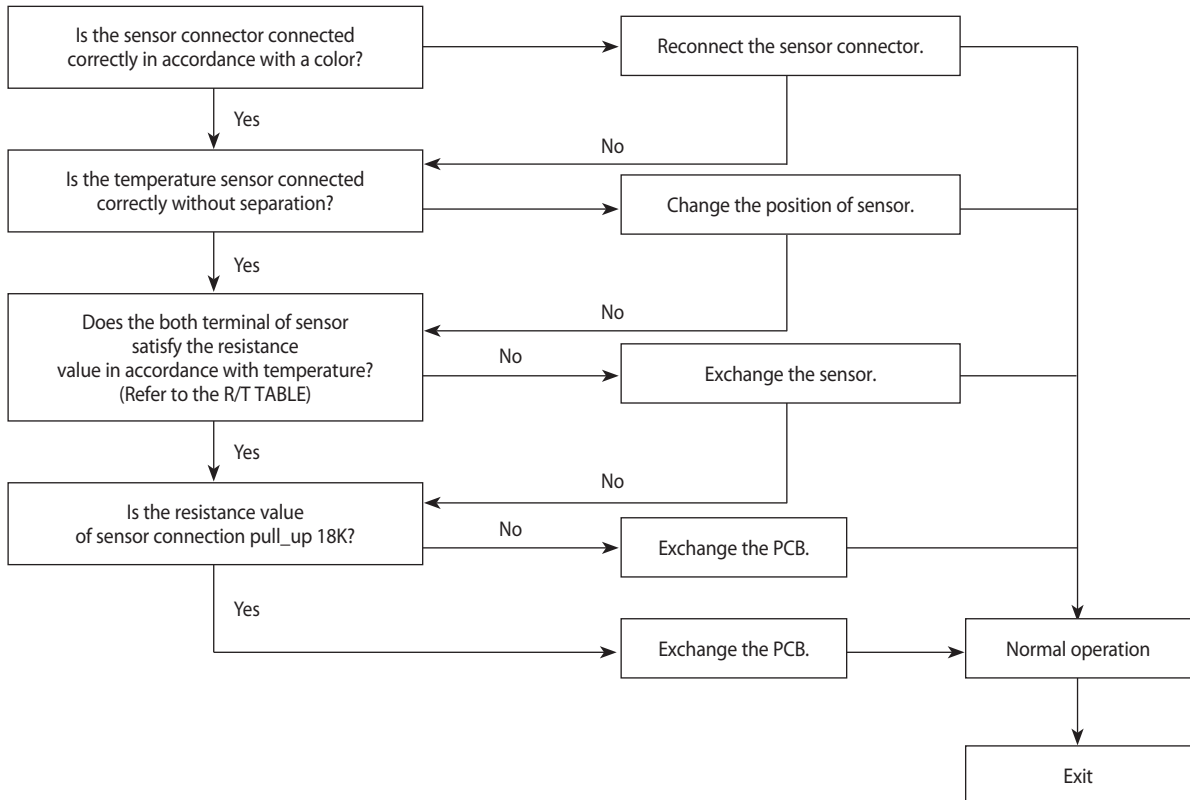 Is the sensor connector connected
correctly in accordance with a color?
Reconnect the sensor connector.
Yes
No
Is the temperature sensor connected
correctly without separation?
Change the position of sensor.
Yes
No
Does the both terminal of sensor
satisfy the resistance
value in accordance with temperature?
(Refer to the R/T TABLE)
No
Exchange the sensor.
Yes
No
Is the resistance value
of sensor connection pull_up 18K?
No
Exchange the PCB.
Yes
Exchange the PCB.
Normal operation
Exit